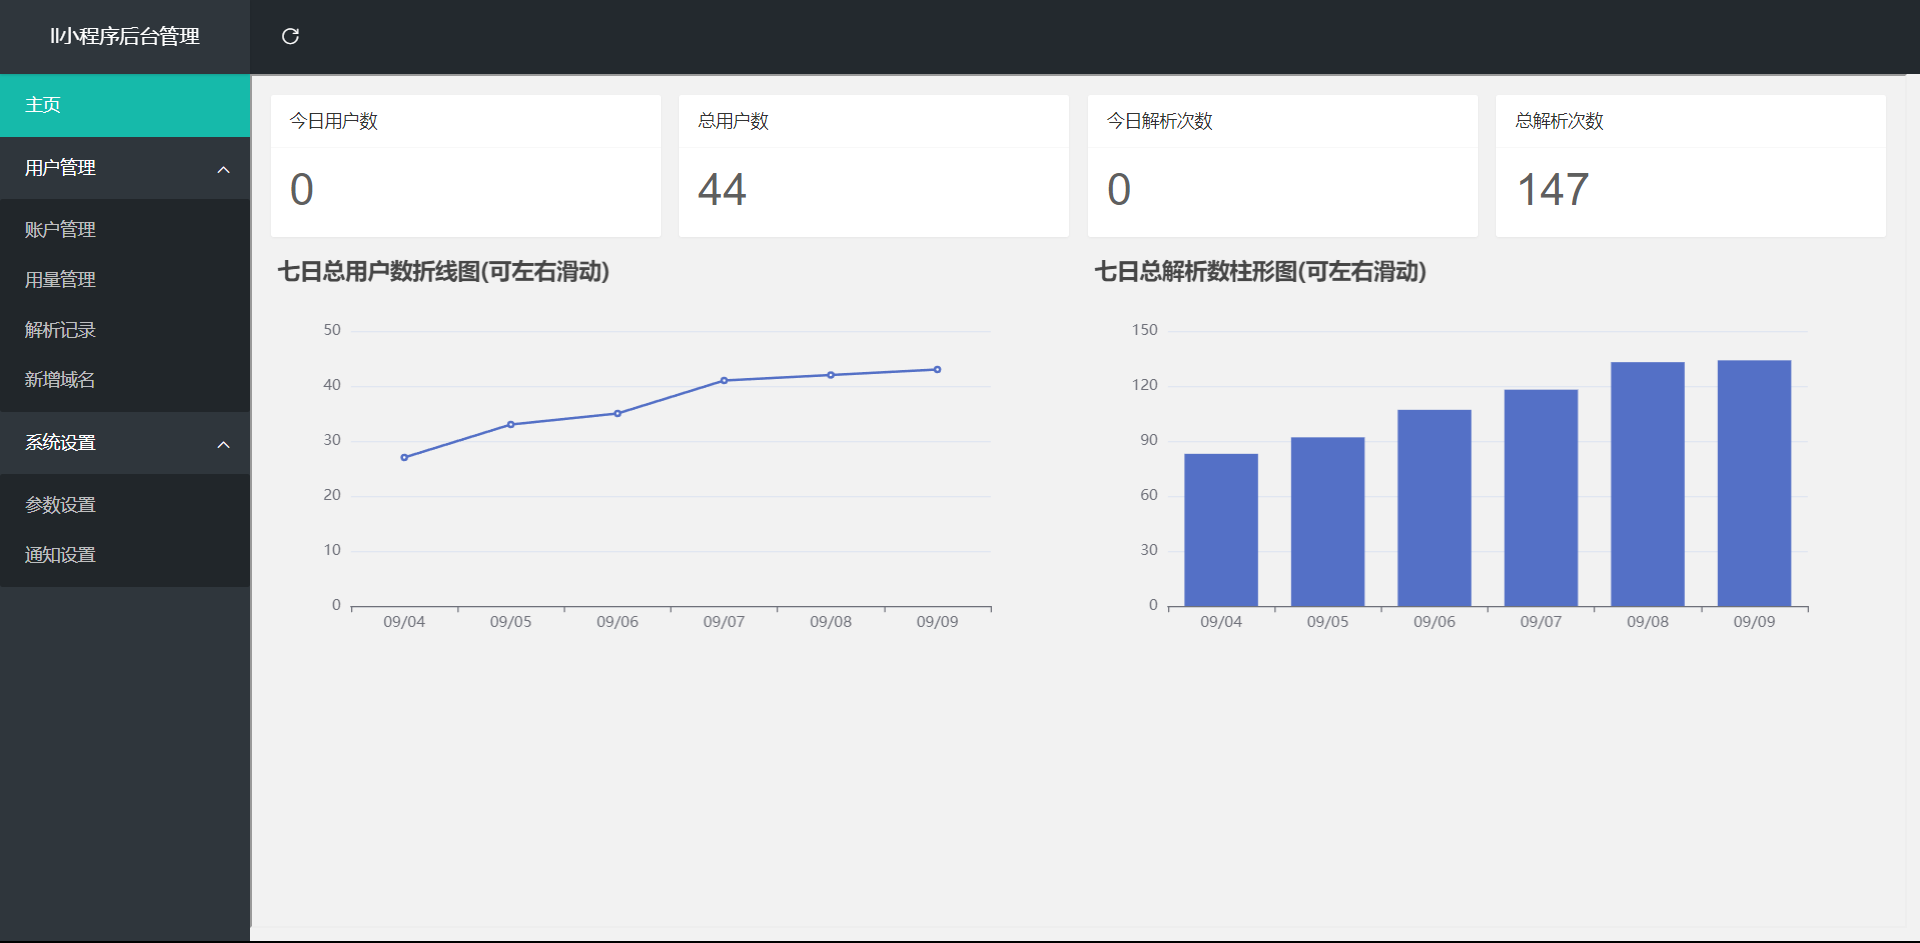 ll小程序后台管理
主页
用户管理
账户管理
用量管理
解析记录
新增域名
系统设置
参数设置
通知设置
今日用户数
0
总用户数
44
今日解析次数
0
总解析次数
147
七日总用户数折线图(可左右滑动)
50
40
30
20
10
0
09/04 09/05 09/06 09/07 09/08 09/09
七日总解析数柱形图(可左右滑动)
150
120
90
60
30
0
09/04 09/05 09/06 09/07 09/08 09/09